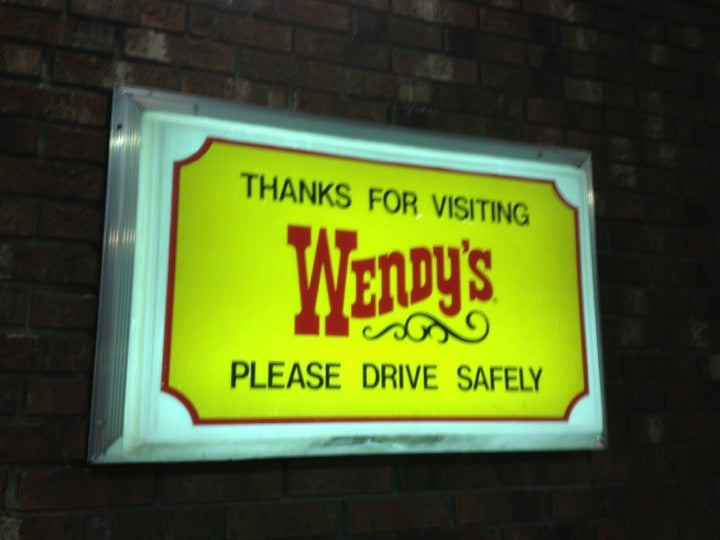 THANKS FOR VISITING
WENDY'S
PLEASE DRIVE SAFELY